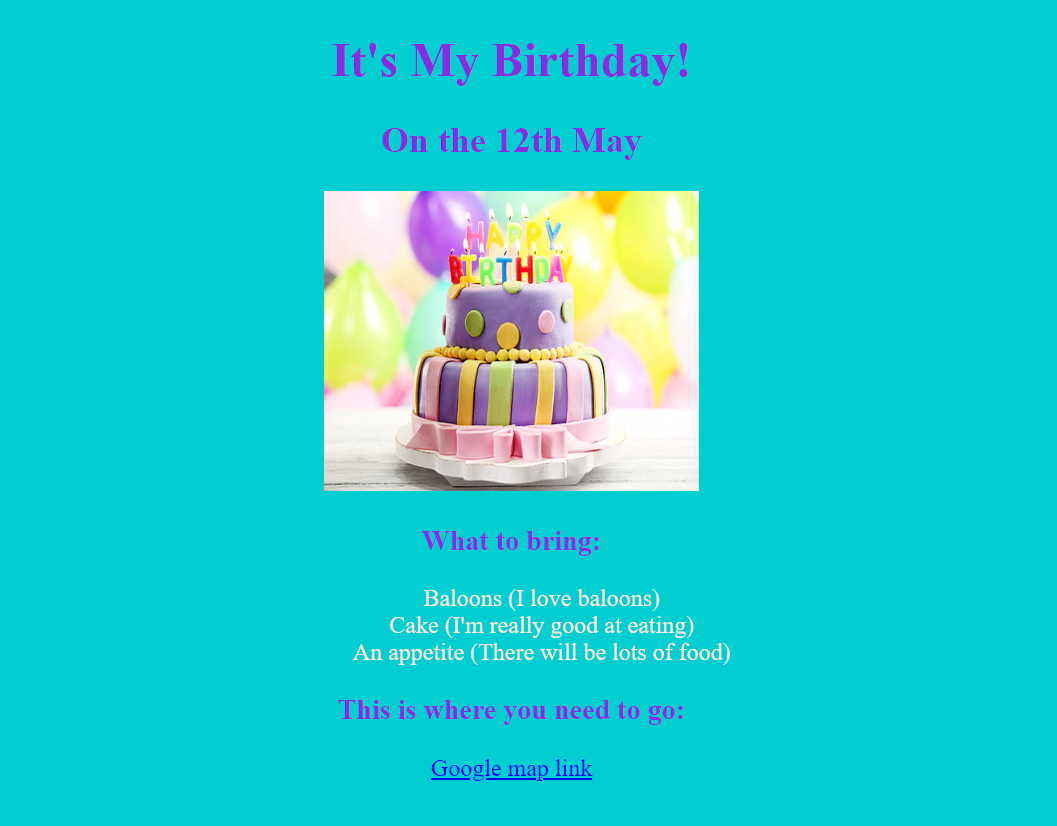 It's My Birthday!
On the 12th May
HAPPY
BIRTHDAY
What to bring:
Baloons (I love baloons)
Cake (I'm really good at eating)
An appetite (There will be lots of food)
This is where you need to go:
Google map link